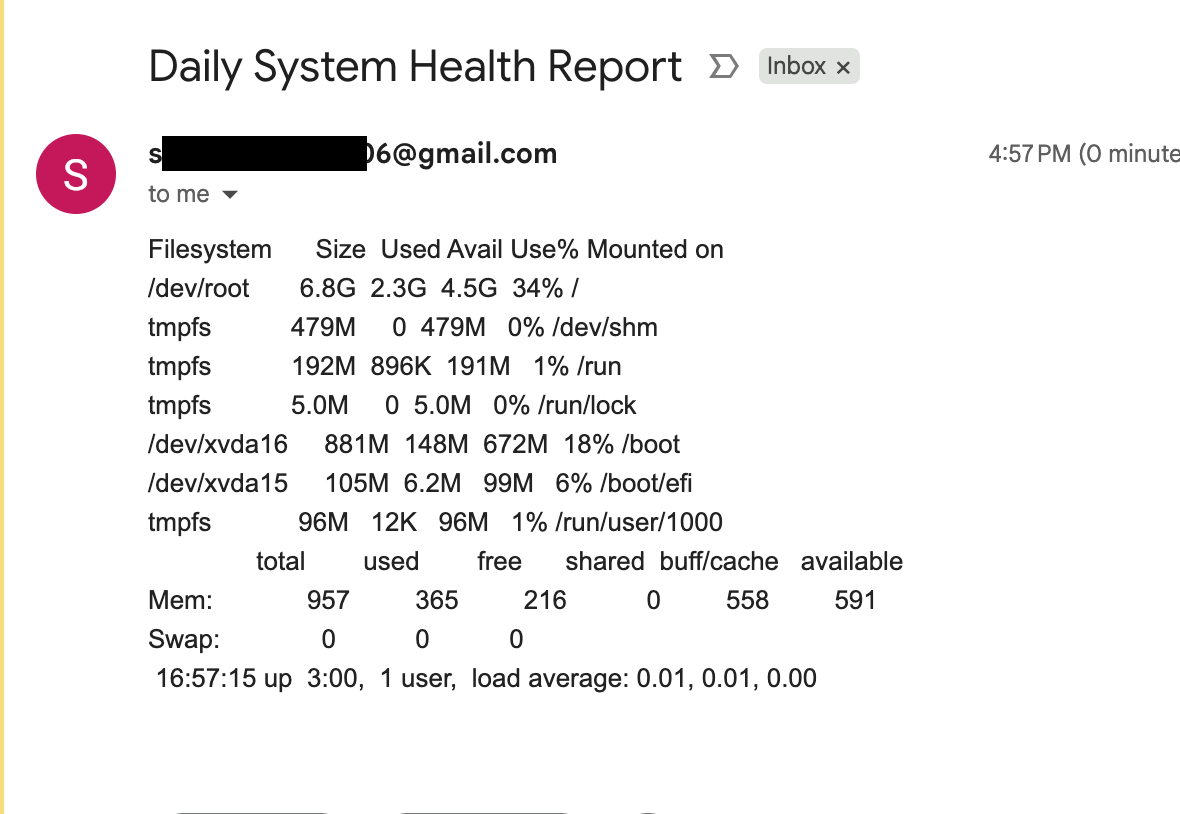 Daily System Health Report Inbox ×
S
s 06@gmail.com 4:57 PM (0 minute
to me
Filesystem Size Used Avail Use% Mounted on
/dev/root 6.8G 2.3G 4.5G 34% /
tmpfs 479M 0 479M 0% /dev/shm
tmpfs 192M 896K 191M 1% /run
tmpfs 5.0M 0 5.0M 0% /run/lock
/dev/xvda16 881M 148M 672M 18% /boot
/dev/xvda15 105M 6.2M 99M 6% /boot/efi
tmpfs 96M 12K 96M 1% /run/user/1000
total used free shared buff/cache available
Mem: 957 365 216 0 558 591
Swap: 0 0 0
16:57:15 up 3:00, 1 user, load average: 0.01, 0.01, 0.00